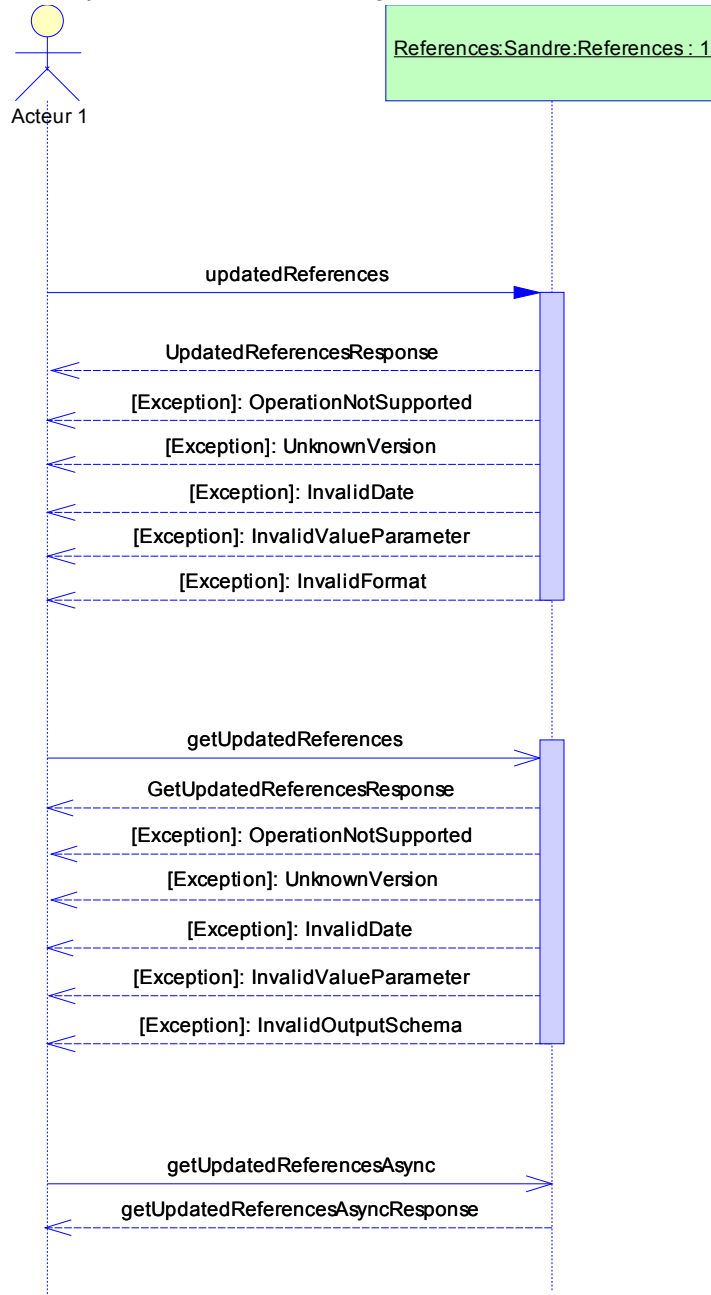 References:Sandre:References : 1
Acteur 1
updatedReferences
UpdatedReferencesResponse
[Exception]: OperationNotSupported
[Exception]: UnknownVersion
[Exception]: InvalidDate
[Exception]: InvalidValueParameter
[Exception]: InvalidFormat
getUpdatedReferences
GetUpdatedReferencesResponse
[Exception]: OperationNotSupported
[Exception]: UnknownVersion
[Exception]: InvalidDate
[Exception]: InvalidValueParameter
[Exception]: InvalidOutputSchema
getUpdatedReferencesAsync
getUpdatedReferencesAsyncResponse